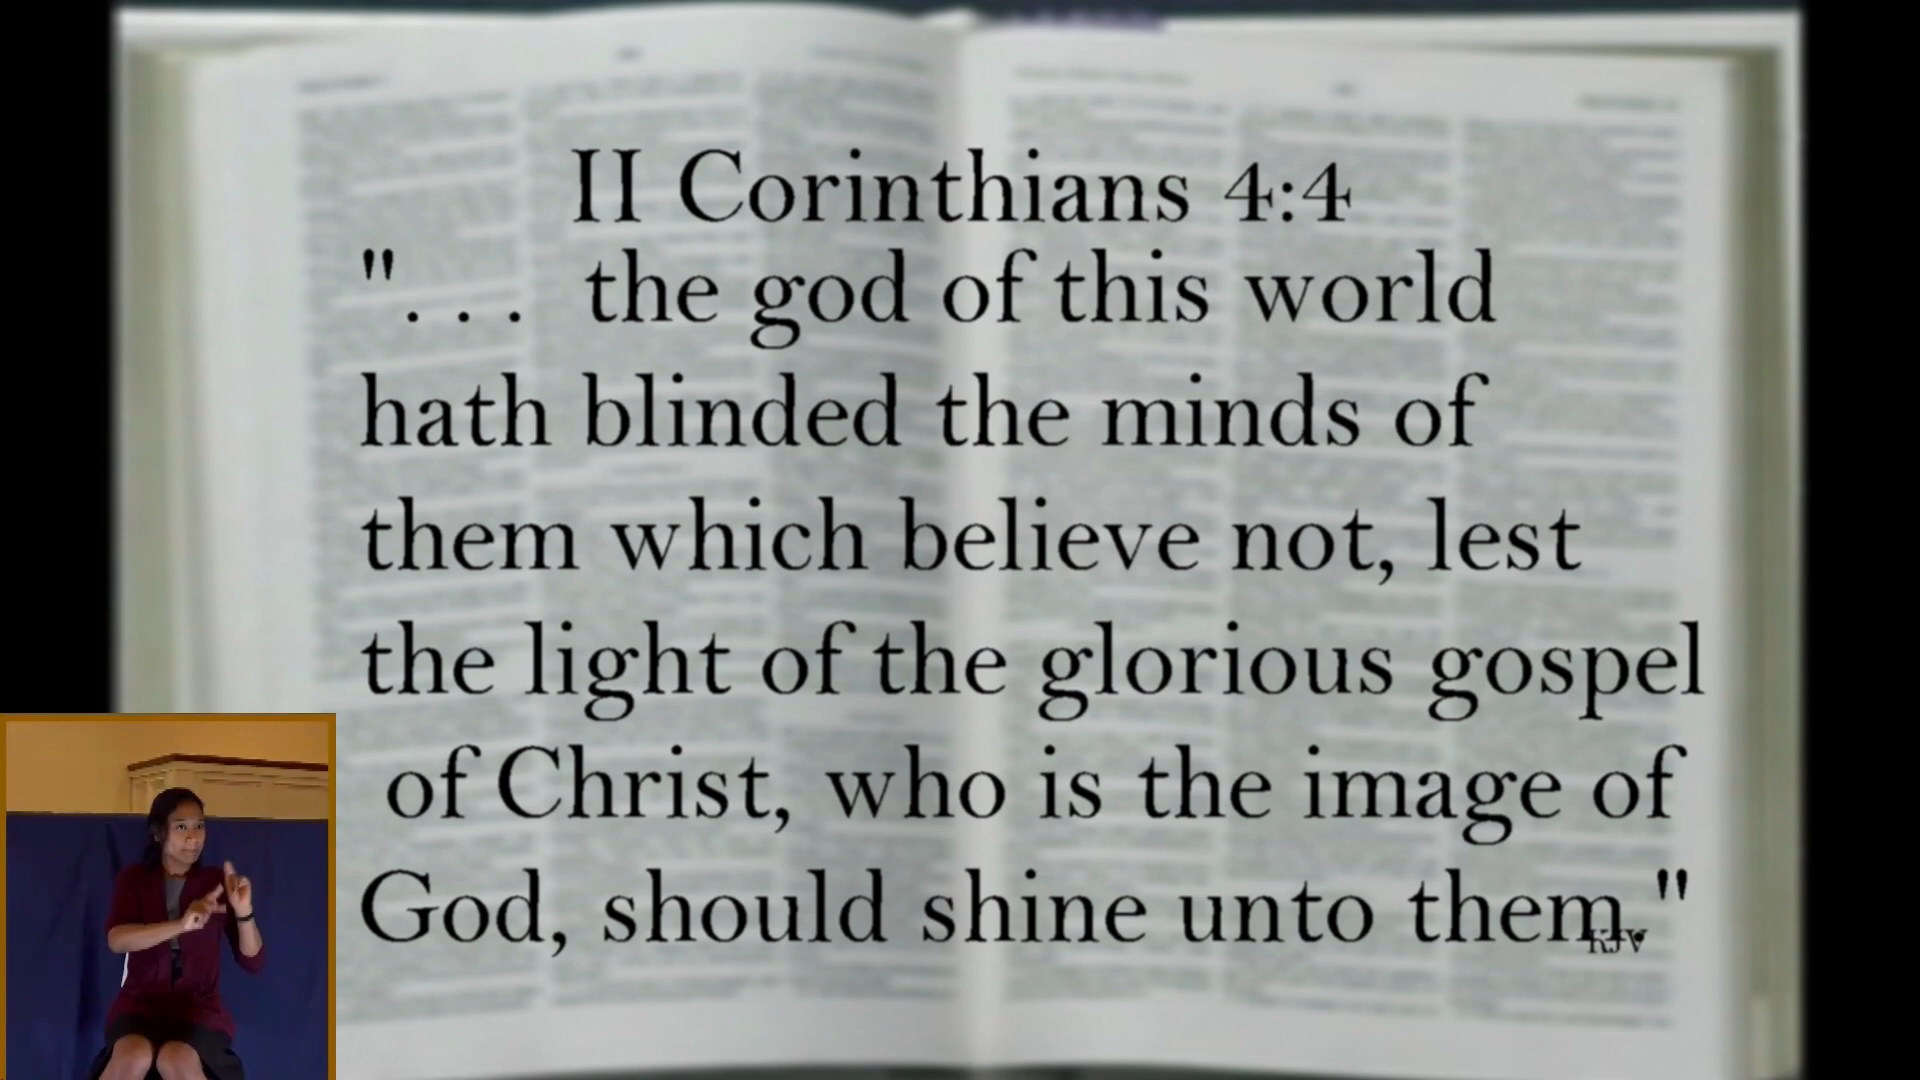 II Corinthians 4:4
". . . the god of this world
hath blinded the minds of
them which believe not, lest
the light of the glorious gospel
of Christ, who is the image of
God, should shine unto them."
KJV